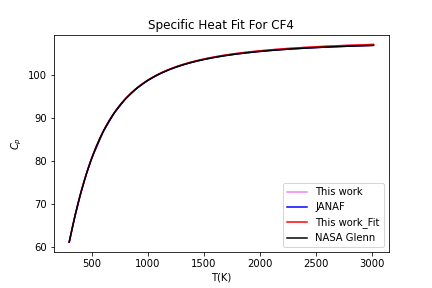 Specific Heat Fit For CF4
100
90
80
70
60
C_p
500
1000
1500
2000
2500
3000
T(K)
This work
JANAF
This work_Fit
NASA Glenn